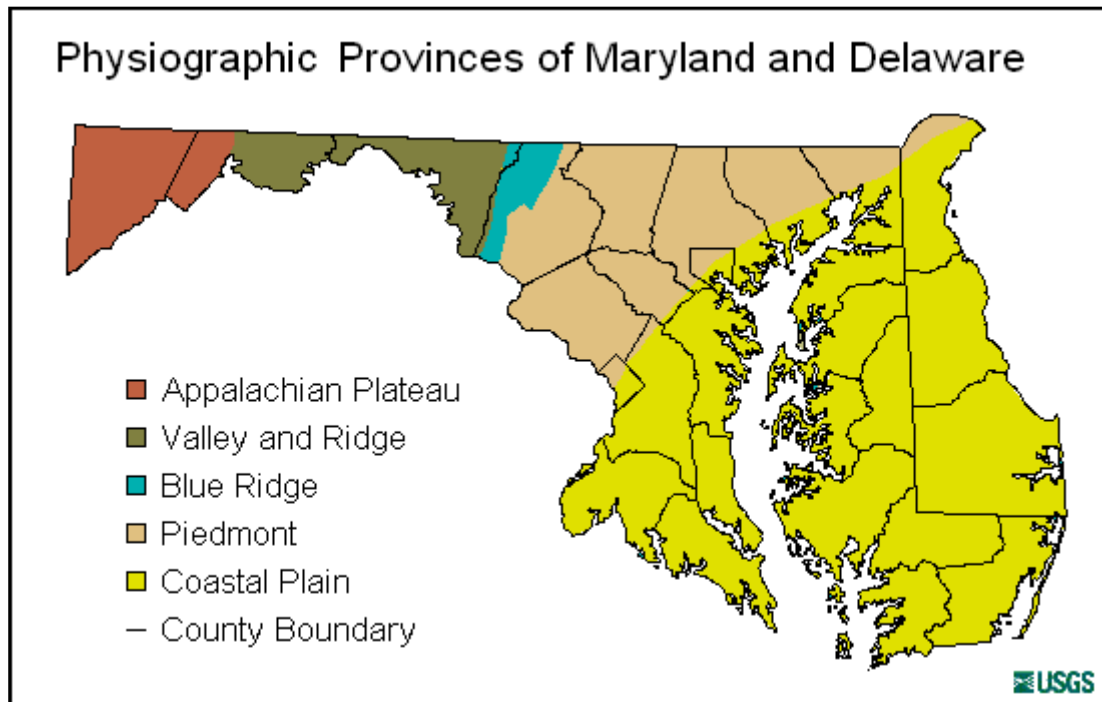 Physiographic Provinces of Maryland and Delaware
Appalachian Plateau
Valley and Ridge
Blue Ridge
Piedmont
Coastal Plain
County Boundary
USGS